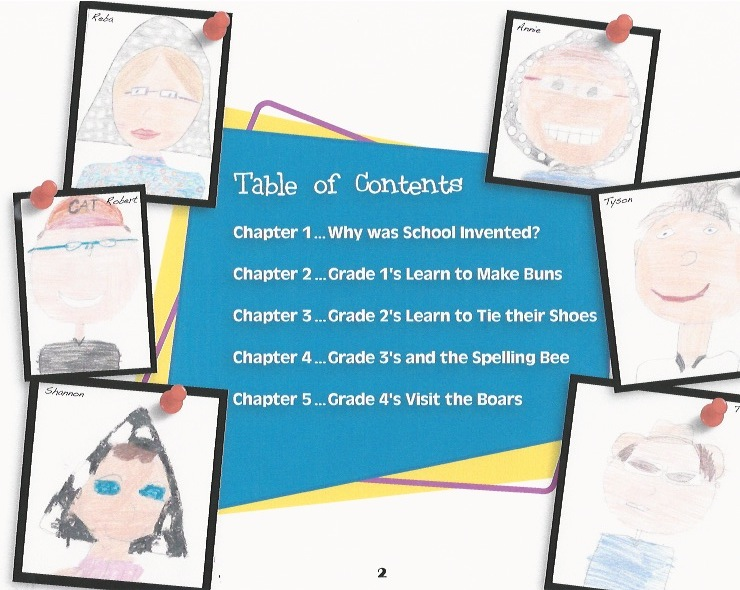 Reba
Annie
CAT Robert
Tyson
Table of Contents
Chapter 1...Why was School Invented?
Chapter 2...Grade 1's Learn to Make Buns
Chapter 3...Grade 2's Learn to Tie their Shoes
Chapter 4...Grade 3's and the Spelling Bee
Chapter 5...Grade 4's Visit the Boars
Shannon
2